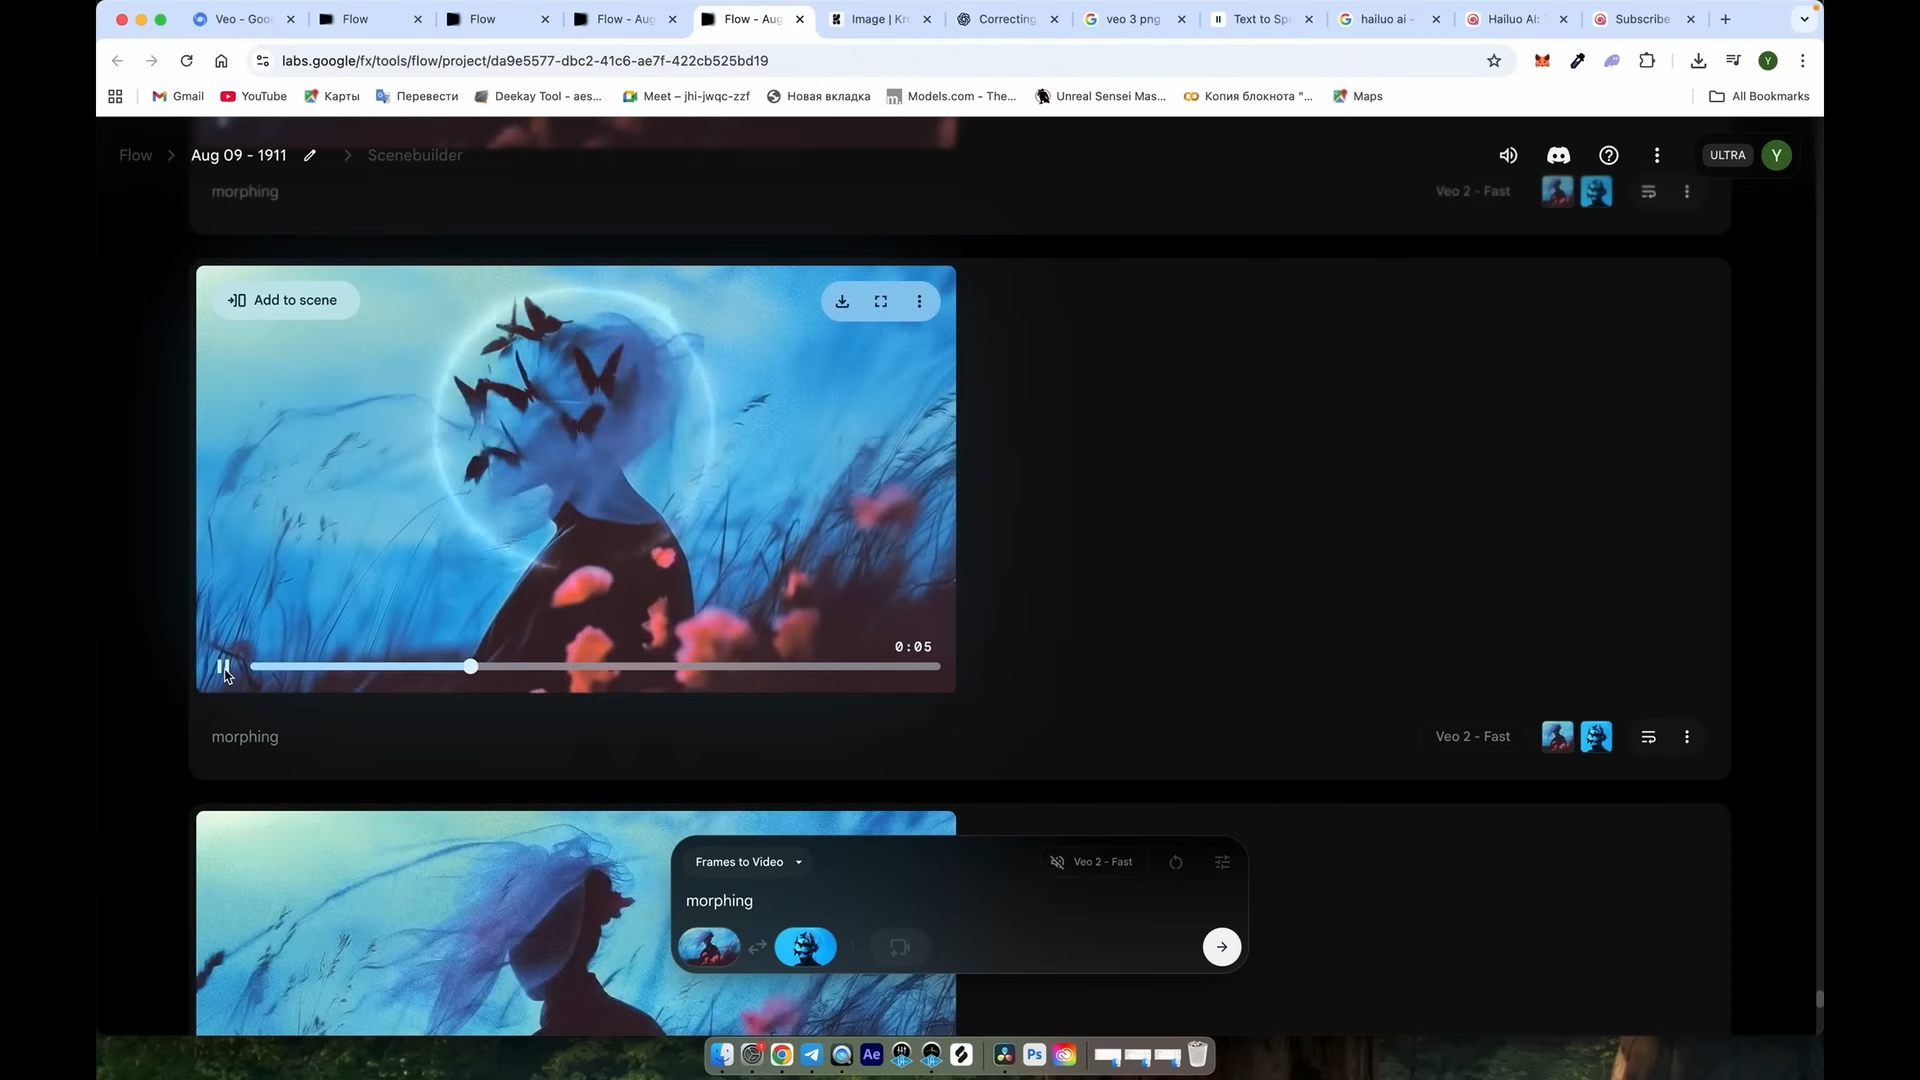 Veo - Goo
Flow
Flow
Flow - Aug
Flow - Aug
Image | Kre
Correcting
veo 3 png
Text to Spe
hailuo ai -
Hailuo AI:
Subscribe
labs.google/fx/tools/flow/project/da9e5577-dbc2-41c6-ae7f-422cb525bd19
Y
Gmail
YouTube
Карты
Перевести
Deekay Tool - aes...
Meet – jhi-jwqc-zzf
Новая вкладка
Models.com - The...
Unreal Sensei Mas...
Копия блокнота "...
Maps
All Bookmarks
Flow
Aug 09 - 1911
Scenebuilder
ULTRA
Y
morphing
Veo 2 - Fast
Add to scene
0:05
morphing
Veo 2 - Fast
Frames to Video
Veo 2 - Fast
morphing
Ae
Ps